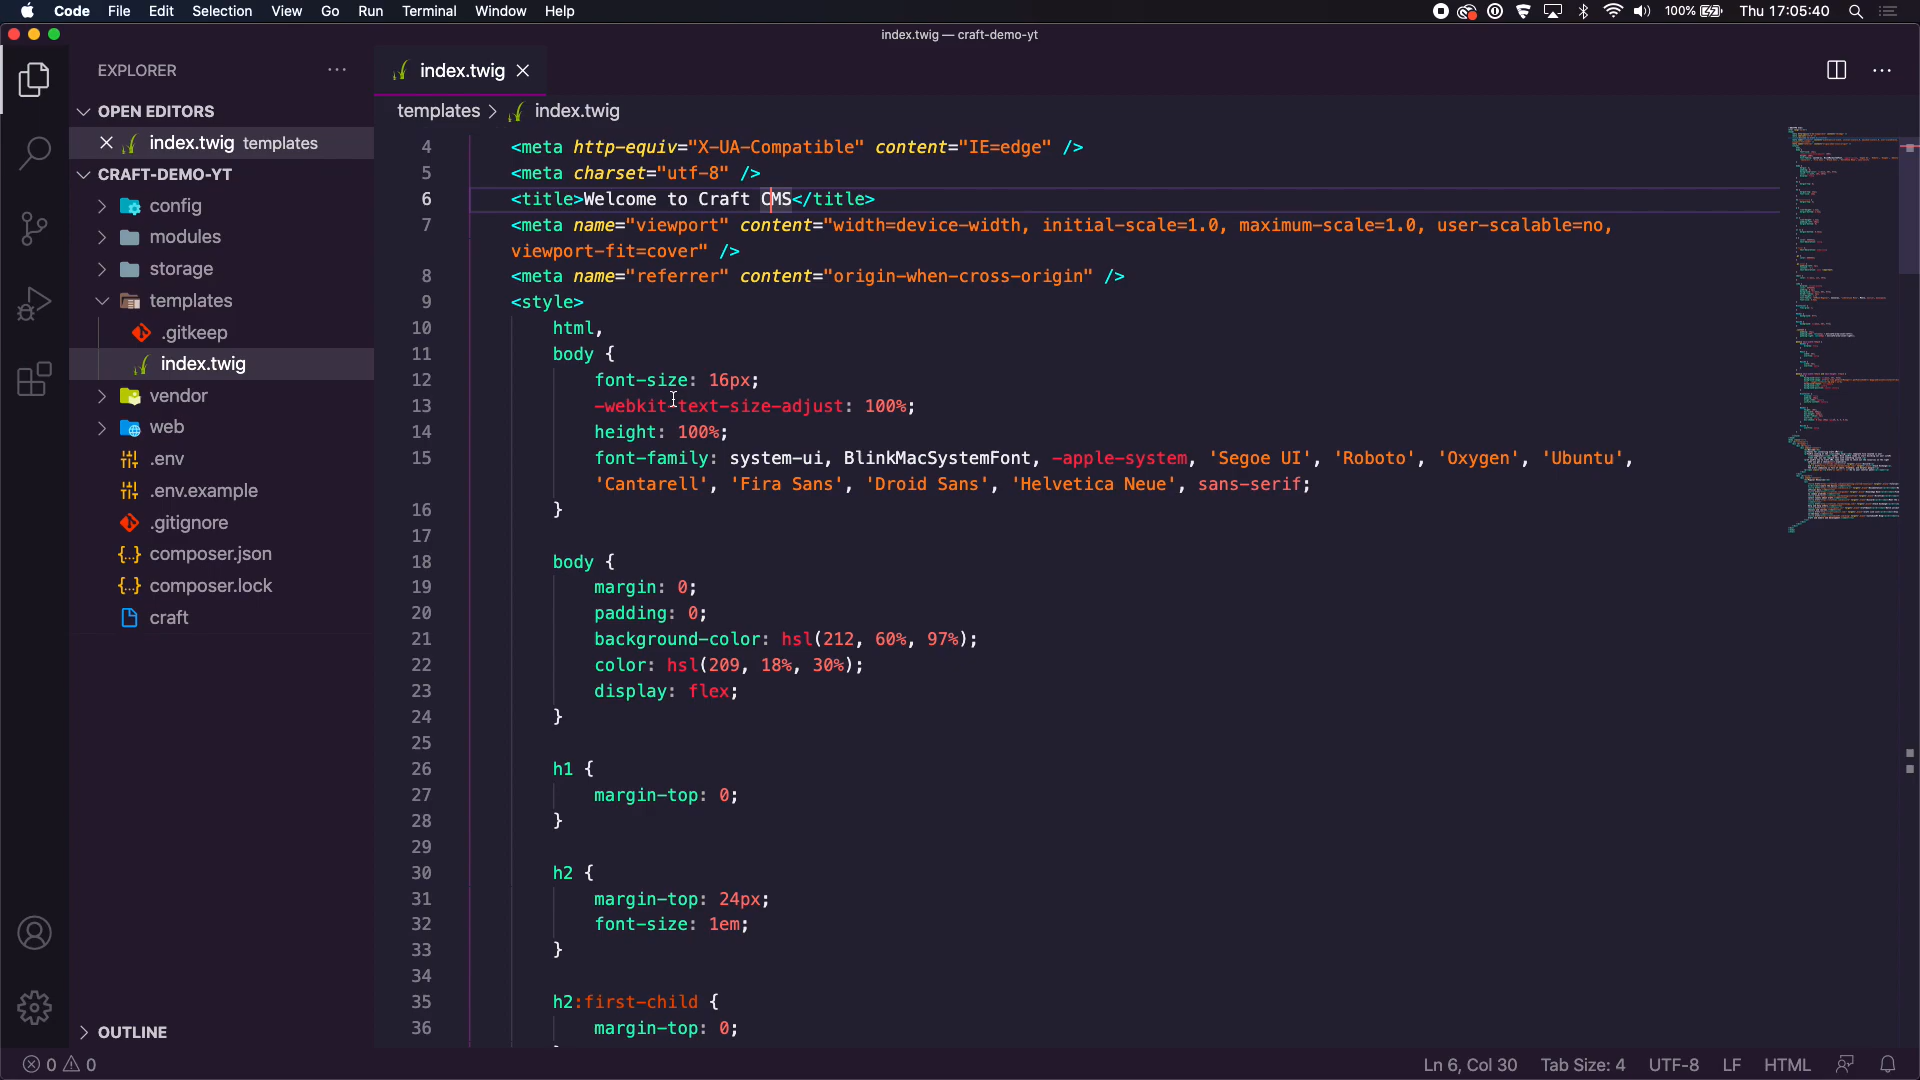 Code File Edit Selection View Go Run Terminal Window Help 100% Thu 17:05:40
index.twig — craft-demo-yt
EXPLORER
OPEN EDITORS
index.twig templates
CRAFT-DEMO-YT
config
modules
storage
templates
.gitkeep
index.twig
vendor
web
.env
.env.example
.gitignore
composer.json
composer.lock
craft
OUTLINE
index.twig
templates > index.twig
4 <meta http-equiv="X-UA-Compatible" content="IE=edge" />
5 <meta charset="utf-8" />
6 <title>Welcome to Craft CMS</title>
7 <meta name="viewport" content="width=device-width, initial-scale=1.0, maximum-scale=1.0, user-scalable=no,
viewport-fit=cover" />
8 <meta name="referrer" content="origin-when-cross-origin" />
9 <style>
10 html,
11 body {
12 font-size: 16px;
13 -webkit-text-size-adjust: 100%;
14 height: 100%;
15 font-family: system-ui, BlinkMacSystemFont, -apple-system, 'Segoe UI', 'Roboto', 'Oxygen', 'Ubuntu',
'Cantarell', 'Fira Sans', 'Droid Sans', 'Helvetica Neue', sans-serif;
16 }
17
18 body {
19 margin: 0;
20 padding: 0;
21 background-color: hsl(212, 60%, 97%);
22 color: hsl(209, 18%, 30%);
23 display: flex;
24 }
25
26 h1 {
27 margin-top: 0;
28 }
29
30 h2 {
31 margin-top: 24px;
32 font-size: 1em;
33 }
34
35 h2:first-child {
36 margin-top: 0;
0 0 Ln 6, Col 30 Tab Size: 4 UTF-8 LF HTML